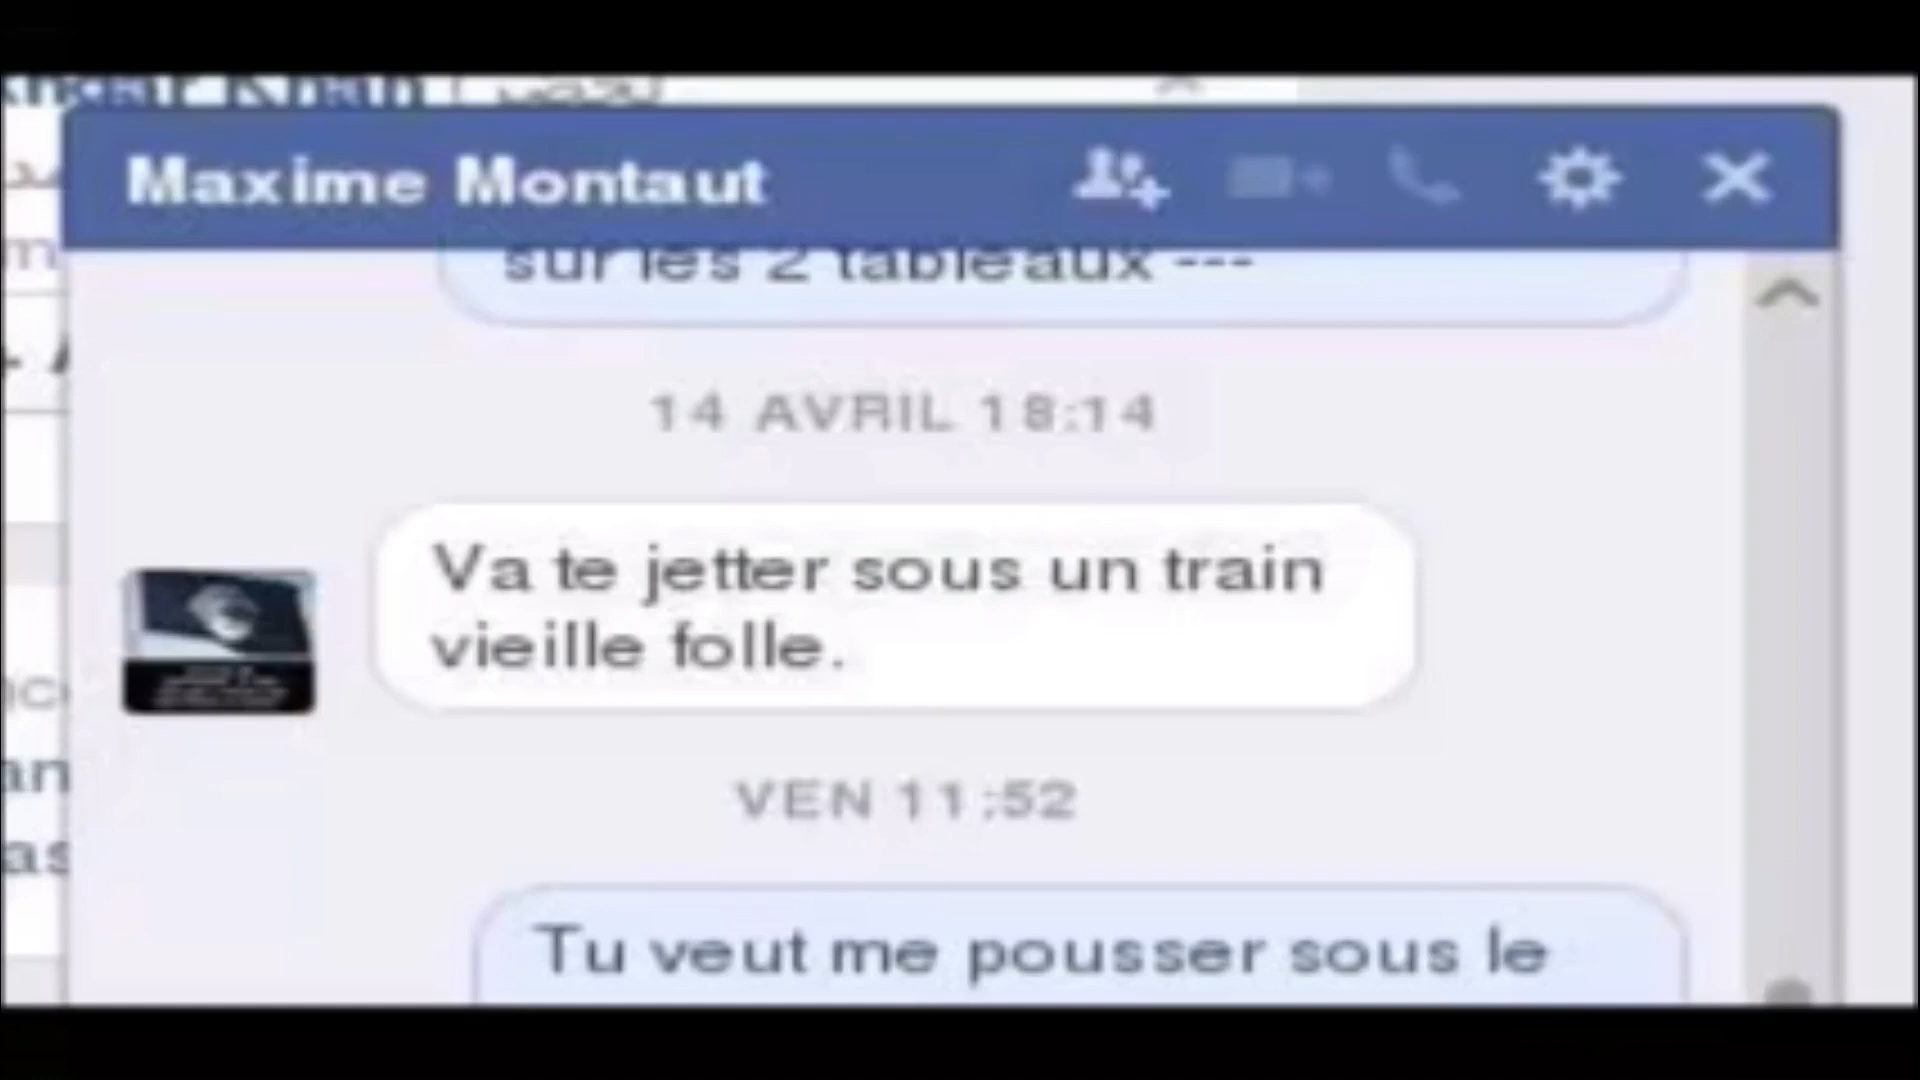 Khan
Maxime Montaut
sur les 2 tableaux ---
14 AVRIL 18:14
Va te jetter sous un train
vieille folle.
VEN 11:52
Tu veut me pousser sous le